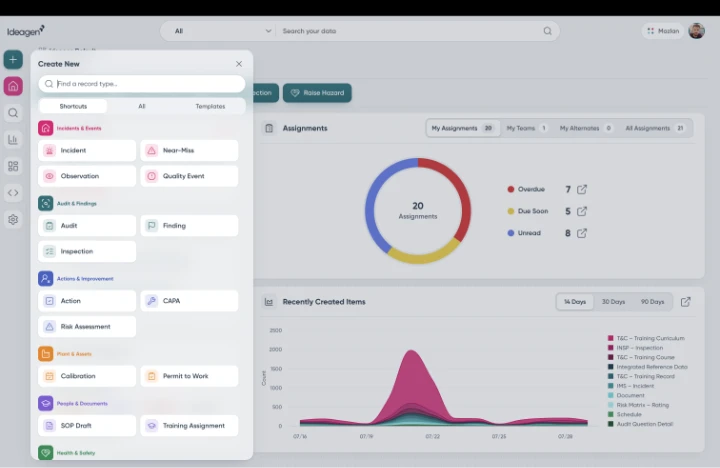 Ideagen
All
Search your data
Mazlan
Create New
Find a record type...
Shortcuts
All
Templates
Incidents & Events
Incident
Near-Miss
Observation
Quality Event
Audit & Findings
Audit
Finding
Inspection
Actions & Improvement
Action
CAPA
Risk Assessment
Plant & Assets
Calibration
Permit to Work
People & Documents
SOP Draft
Training Assignment
Health & Safety
Raise Hazard
Assignments
My Assignments 20
My Teams 1
My Alternates 0
All Assignments 21
20
Assignments
Overdue 7
Due Soon 5
Unread 8
Recently Created Items
14 Days
30 Days
90 Days
Count
2500
2000
1500
1000
500
0
07/16
07/19
07/22
07/25
07/28
T&C - Training Curriculum
INSP - Inspection
T&C - Training Course
Integrated Reference Data
T&C - Training Record
IMS - Incident
Document
Risk Matrix - Rating
Schedule
Audit Question Detail